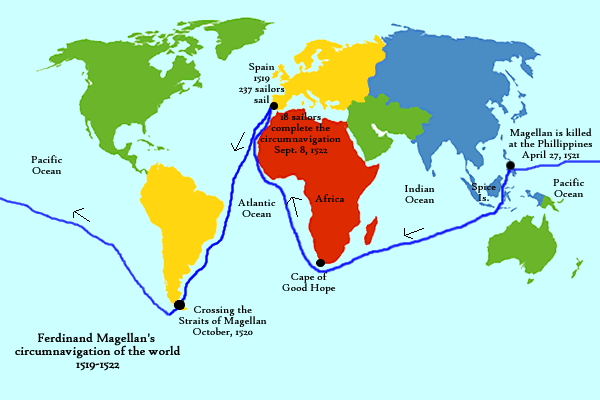 Spain
1519
237 sailors
sail
18 sailors
complete the
circumnavigation
Sept. 8, 1522
Magellan is killed
at the Phillippines
April 27, 1521
Pacific
Ocean
Atlantic
Ocean
Africa
Indian
Ocean
Spice
Is.
Pacific
Ocean
Cape of
Good Hope
Crossing the
Straits of Magellan
October, 1520
Ferdinand Magellan's
circumnavigation of the world
1519-1522